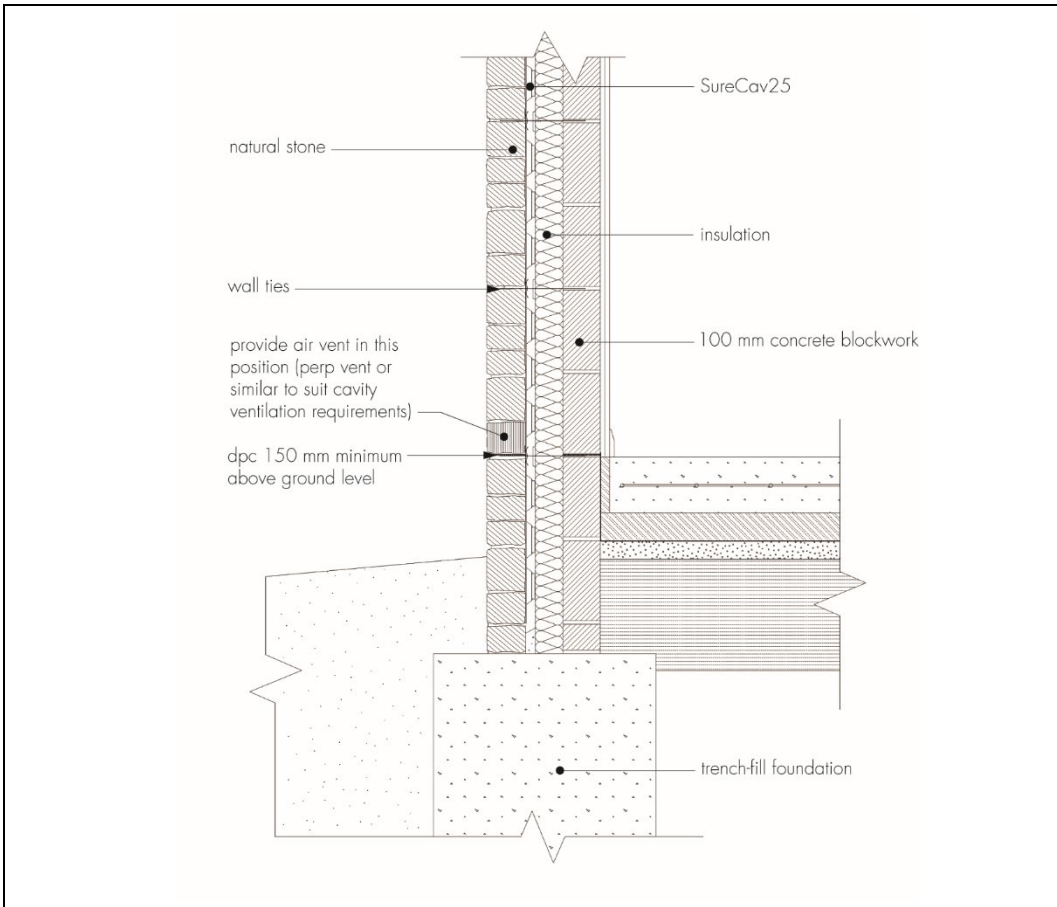 SureCav25
natural stone
insulation
wall ties
100 mm concrete blockwork
provide air vent in this
position (perp vent or
similar to suit cavity
ventilation requirements)
dpc 150 mm minimum
above ground level
trench-fill foundation